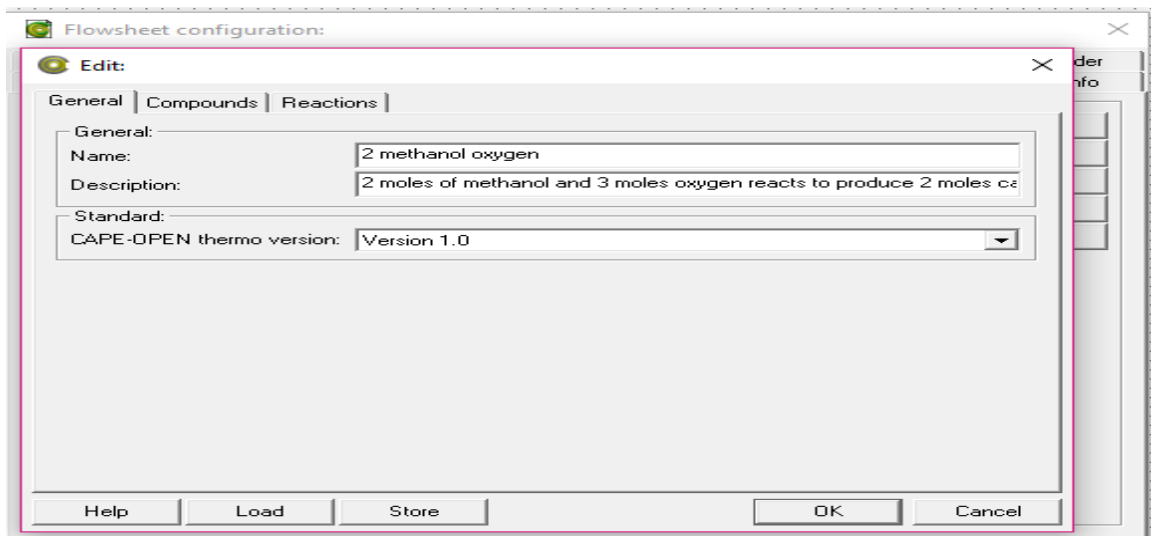 Flowsheet configuration:
Edit:
General Compounds Reactions
General:
Name: 2 methanol oxygen
Description: 2 moles of methanol and 3 moles oxygen reacts to produce 2 moles
Standard:
CAPE-OPEN thermo version: Version 1.0
Help Load Store OK Cancel